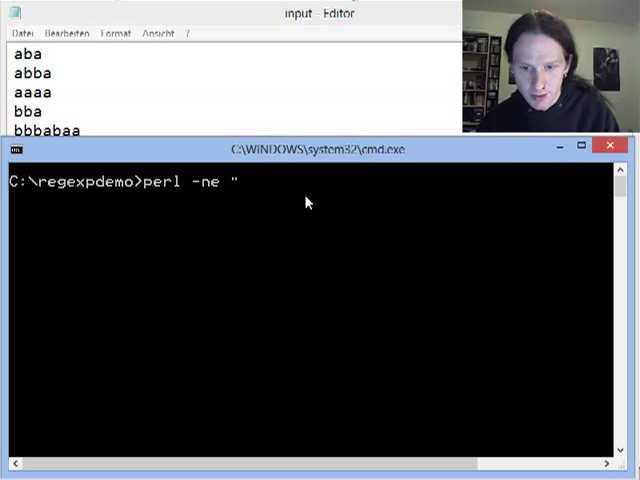 input - Editor
Datei Bearbeiten Format Ansicht ?
aba
abba
aaaa
bba
bbbabaa
C:\WINDOWS\system32\cmd.exe
C:\regexpdemo>perl -ne "